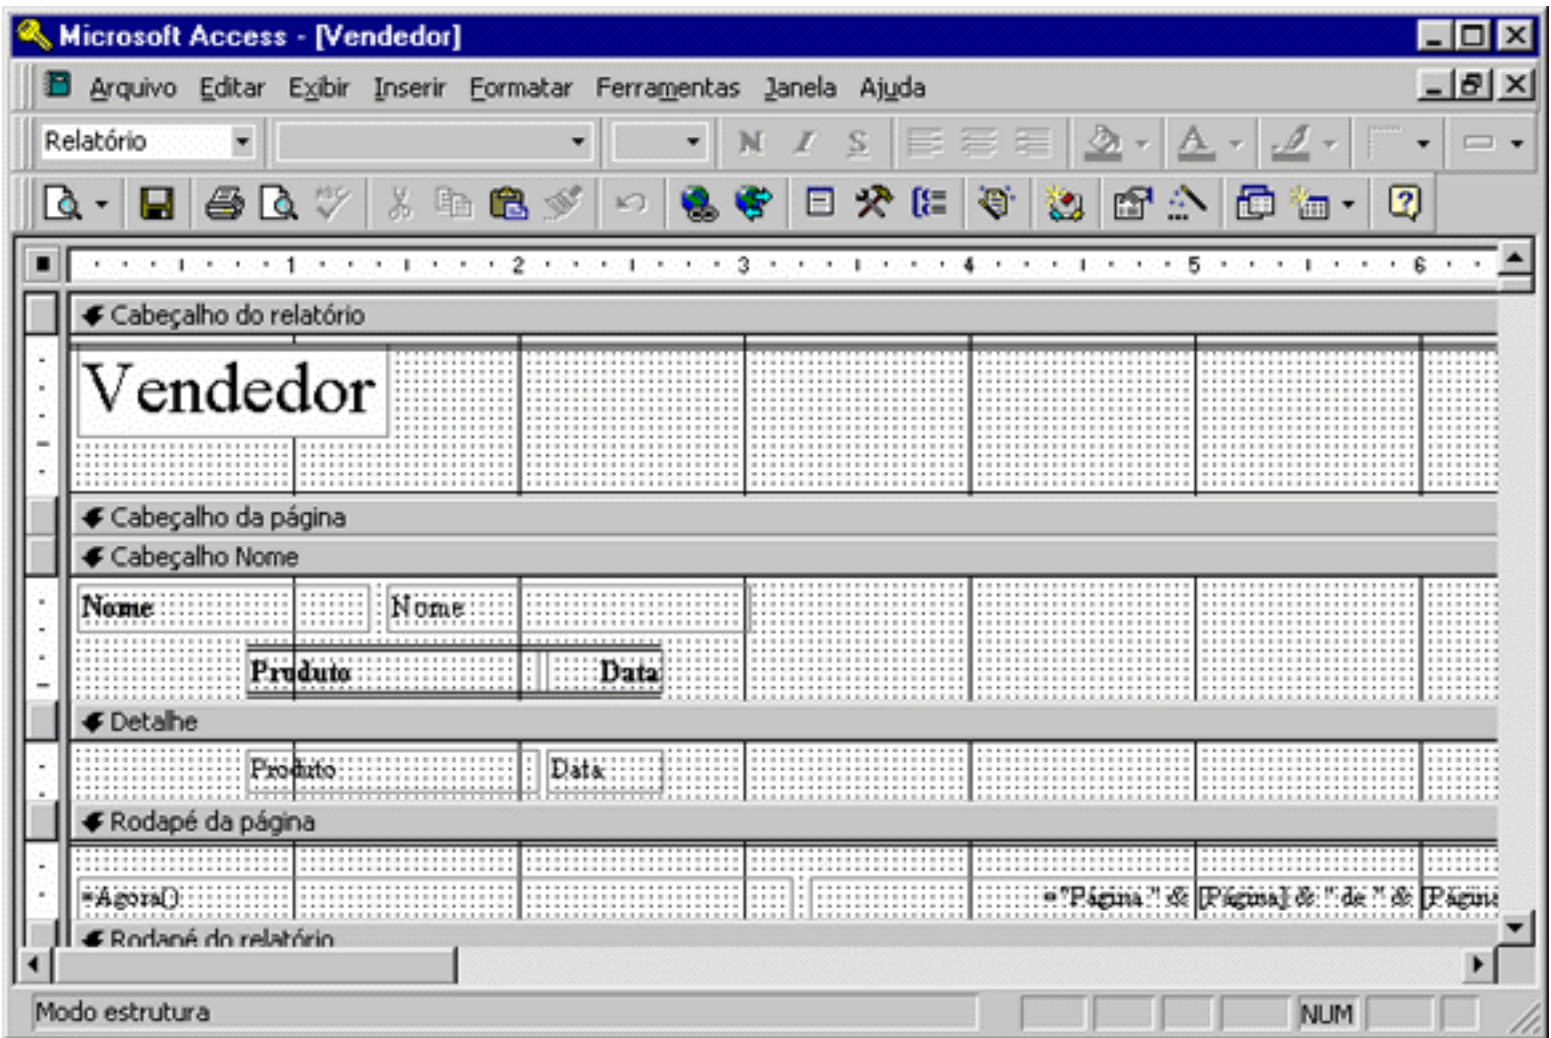 Microsoft Access - [Vendedor]
Arquivo Editar Exibir Inserir Formatar Ferramentas Janela Ajuda
Relatório N I S A
ABC
1 2 3 4 5 6
Cabeçalho do relatório
Vendedor
Cabeçalho da página
Cabeçalho Nome
Nome Nome
Produto Data
Detalhe
Produto Data
Rodapé da página
=Agora() ="Página " & [Página] & " de " & [Página
Rodapé do relatório
Modo estrutura NUM